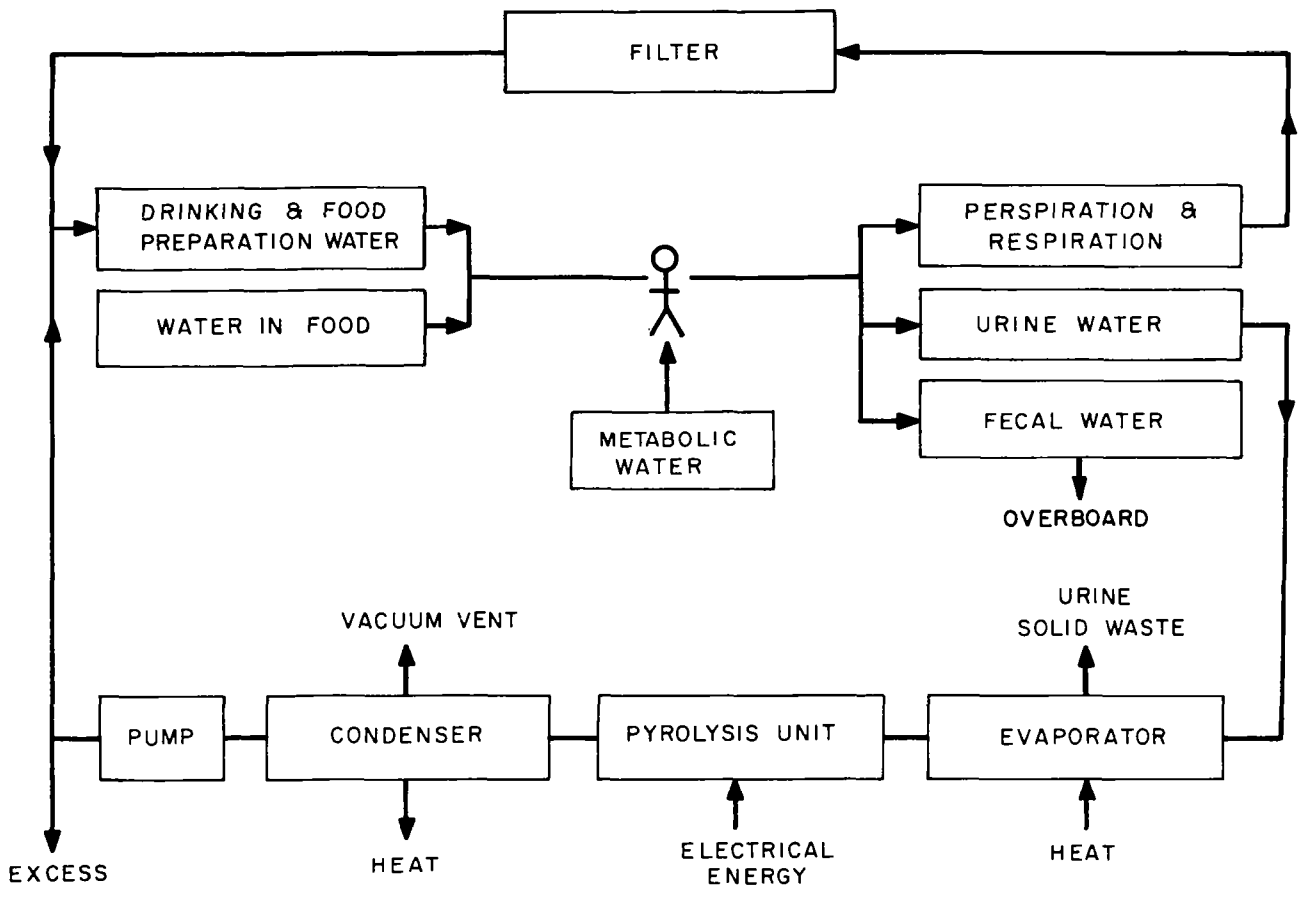 FILTER
DRINKING & FOOD
PREPARATION WATER
WATER IN FOOD
PERSPIRATION &
RESPIRATION
URINE WATER
FECAL WATER
METABOLIC
WATER
OVERBOARD
VACUUM VENT
URINE
SOLID WASTE
PUMP
CONDENSER
PYROLYSIS UNIT
EVAPORATOR
EXCESS
HEAT
ELECTRICAL
ENERGY
HEAT